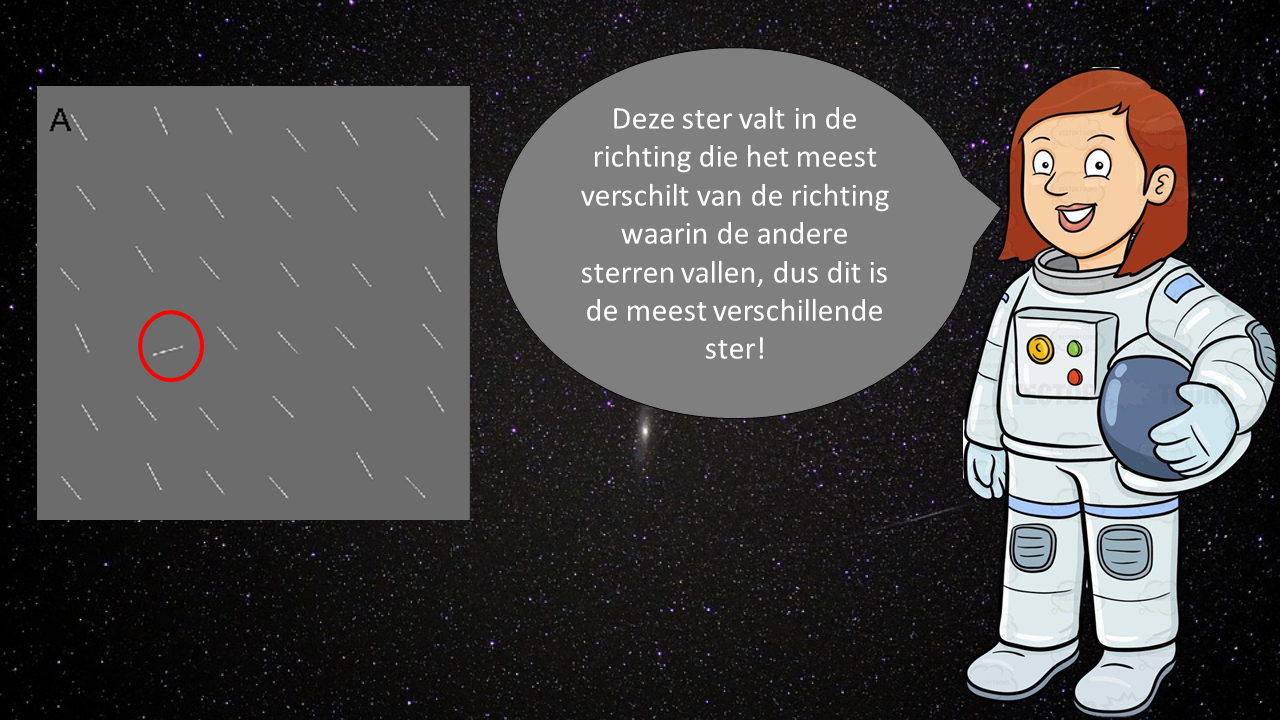 A
Deze ster valt in de
richting die het meest
verschilt van de richting
waarin de andere
sterren vallen, dus dit is
de meest verschillende
ster!